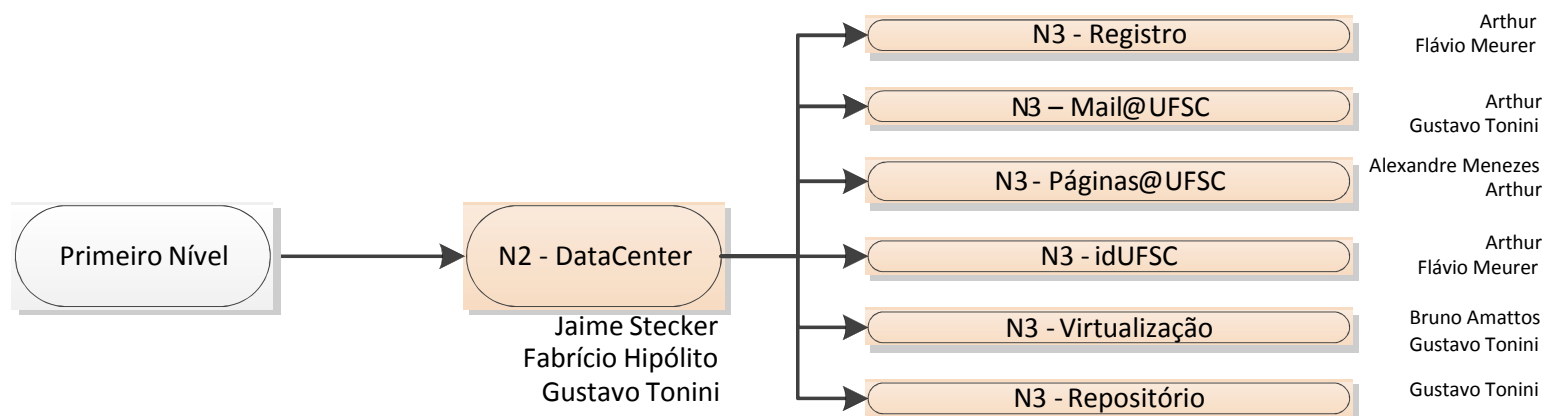 Primeiro Nível
N2 - DataCenter
Jaime Stecker
Fabrício Hipólito
Gustavo Tonini
N3 - Registro
Arthur
Flávio Meurer
N3 – Mail@UFSC
Arthur
Gustavo Tonini
N3 - Páginas@UFSC
Alexandre Menezes
Arthur
N3 - idUFSC
Arthur
Flávio Meurer
N3 - Virtualização
Bruno Amattos
Gustavo Tonini
N3 - Repositório
Gustavo Tonini